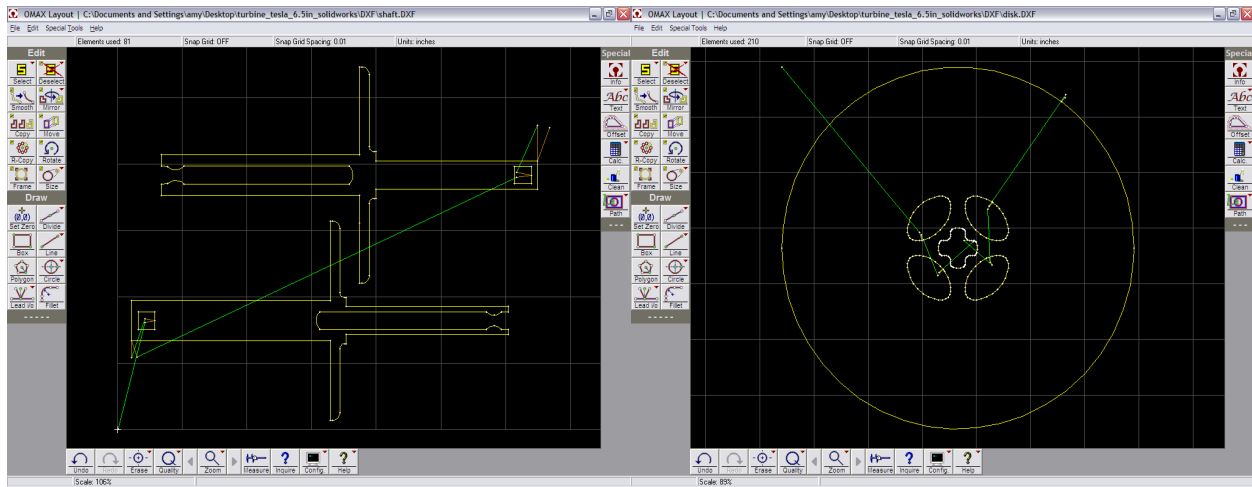 OMAX Layout | C:\Documents and Settings\amy\Desktop\turbine_tesla_6.5in_solidworks\DXF\shaft.DXF
File Edit Special Tools Help
Elements used: 81 Snap Grid: OFF Snap Grid Spacing: 0.01 Units: inches
Edit
Select Deselect
Smooth Mirror
Copy Move
R-Copy Rotate
Frame Size
Draw
(0,0)
Set Zero Divide
Box Line
Polygon Circle
Lead i/o Fillet
- - - - -
Special
Info
Abc
Text
Offset
Calc.
Clean
Path
- - -
Undo Redo Erase Quality Zoom Measure Inquire Config. Help
Scale: 106%
OMAX Layout | C:\Documents and Settings\amy\Desktop\turbine_tesla_6.5in_solidworks\DXF\disk.DXF
File Edit Special Tools Help
Elements used: 210 Snap Grid: OFF Snap Grid Spacing: 0.01 Units: inches
Edit
Select Deselect
Smooth Mirror
Copy Move
R-Copy Rotate
Frame Size
Draw
(0,0)
Set Zero Divide
Box Line
Polygon Circle
Lead i/o Fillet
- - - - -
Special
Info
Abc
Text
Offset
Calc.
Clean
Path
- - -
Undo Redo Erase Quality Zoom Measure Inquire Config. Help
Scale: 89%